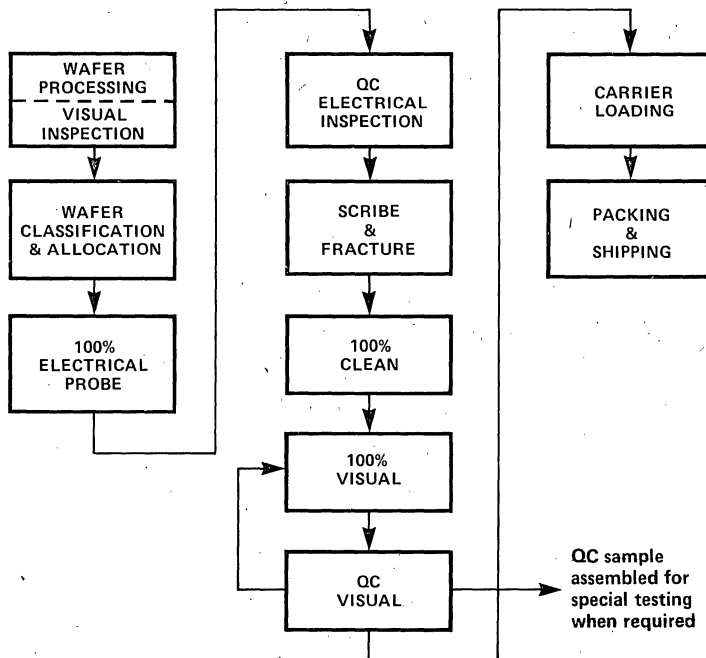 WAFER
PROCESSING
VISUAL
INSPECTION
WAFER
CLASSIFICATION
& ALLOCATION
100%
ELECTRICAL
PROBE
QC
ELECTRICAL
INSPECTION
SCRIBE
&
FRACTURE
100%
CLEAN
100%
VISUAL
QC
VISUAL
QC sample
assembled for
special testing
when required
CARRIER
LOADING
PACKING
&
SHIPPING